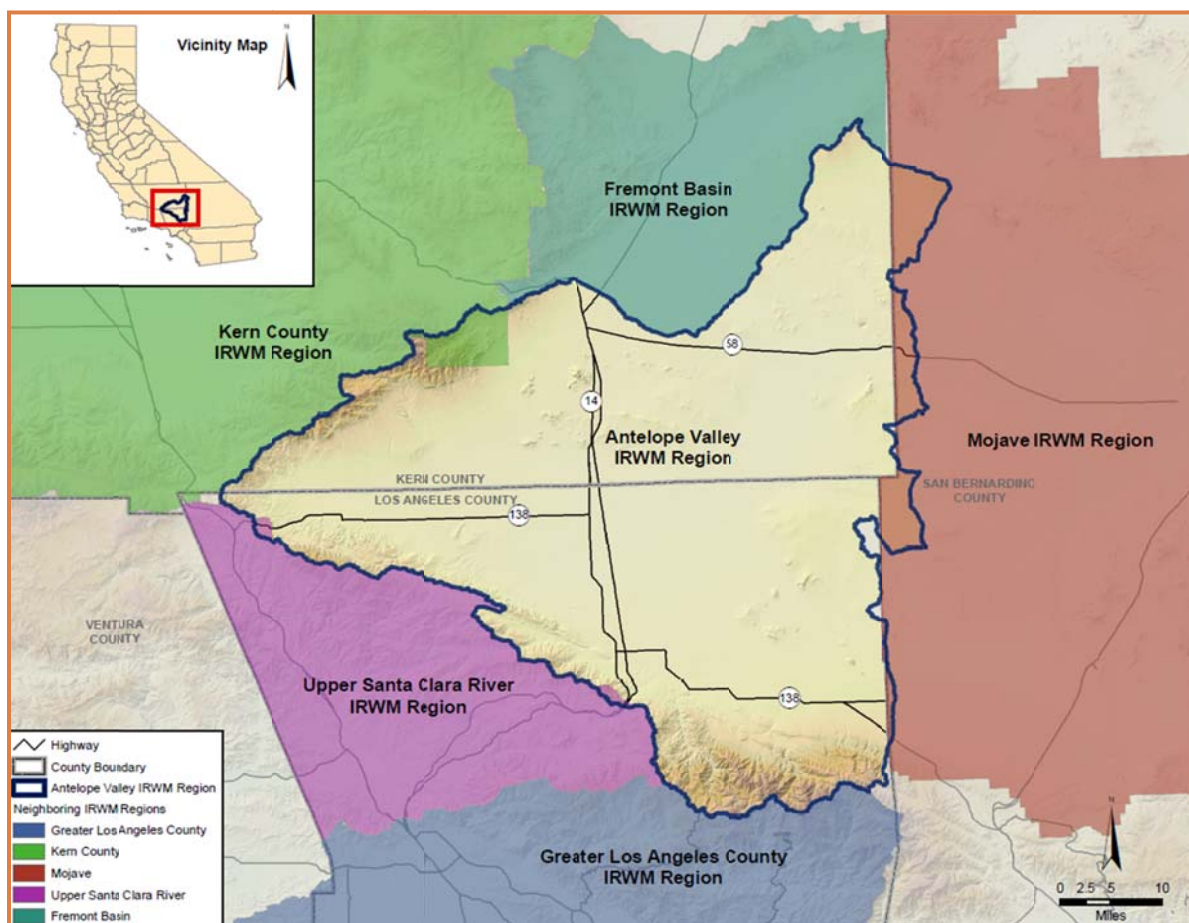 Vicinity Map
N
Fremont Basin
IRWM Region
Kern County
IRWM Region
58
14
Antelope Valley
IRWM Region
Mojave IRWM Region
KERN COUNTY
LOS ANGELES COUNTY
SAN BERNARDINO
COUNTY
138
VENTURA
COUNTY
Upper Santa Clara River
IRWM Region
138
Highway
County Boundary
Antelope Valley IRWM Region
Neighboring IRWM Regions
Greater Los Angeles County
Kern County
Mojave
Upper Santa Clara River
Fremont Basin
Greater Los Angeles County
IRWM Region
N
0 2.5 5 10
Miles